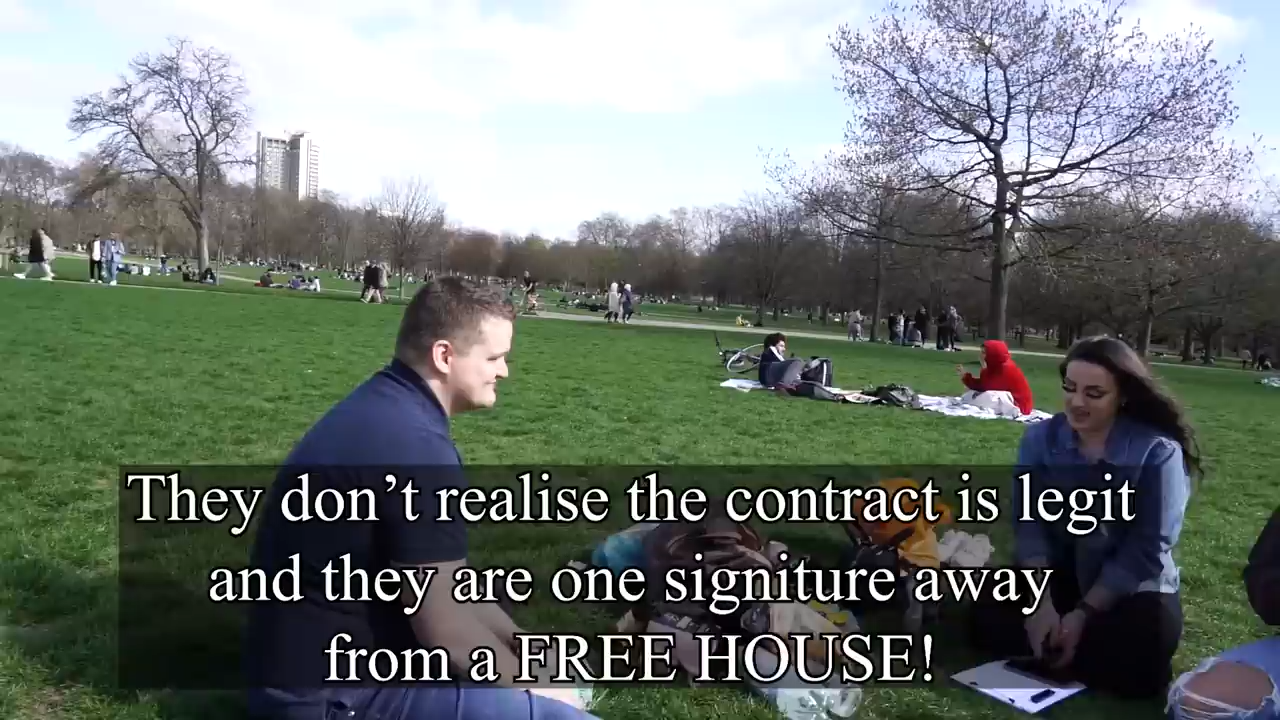 They don’t realise the contract is legit
and they are one signiture away
from a FREE HOUSE!